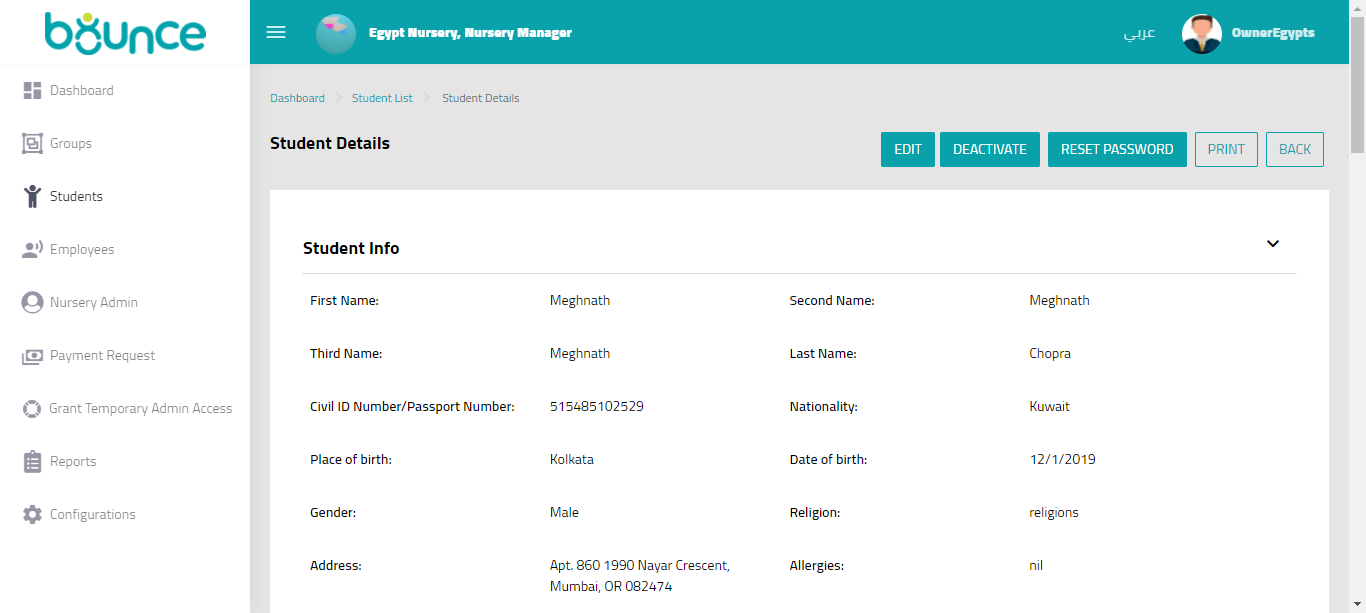 bounce
Egypt Nursery, Nursery Manager
عربي
OwnerEgypts
Dashboard
Groups
Students
Employees
Nursery Admin
Payment Request
Grant Temporary Admin Access
Reports
Configurations
Dashboard > Student List > Student Details
Student Details
EDIT DEACTIVATE RESET PASSWORD PRINT BACK
Student Info
First Name: Meghnath Second Name: Meghnath
Third Name: Meghnath Last Name: Chopra
Civil ID Number/Passport Number: 515485102529 Nationality: Kuwait
Place of birth: Kolkata Date of birth: 12/1/2019
Gender: Male Religion: religions
Address: Apt. 860 1990 Nayar Crescent, Allergies: nil
Mumbai, OR 082474